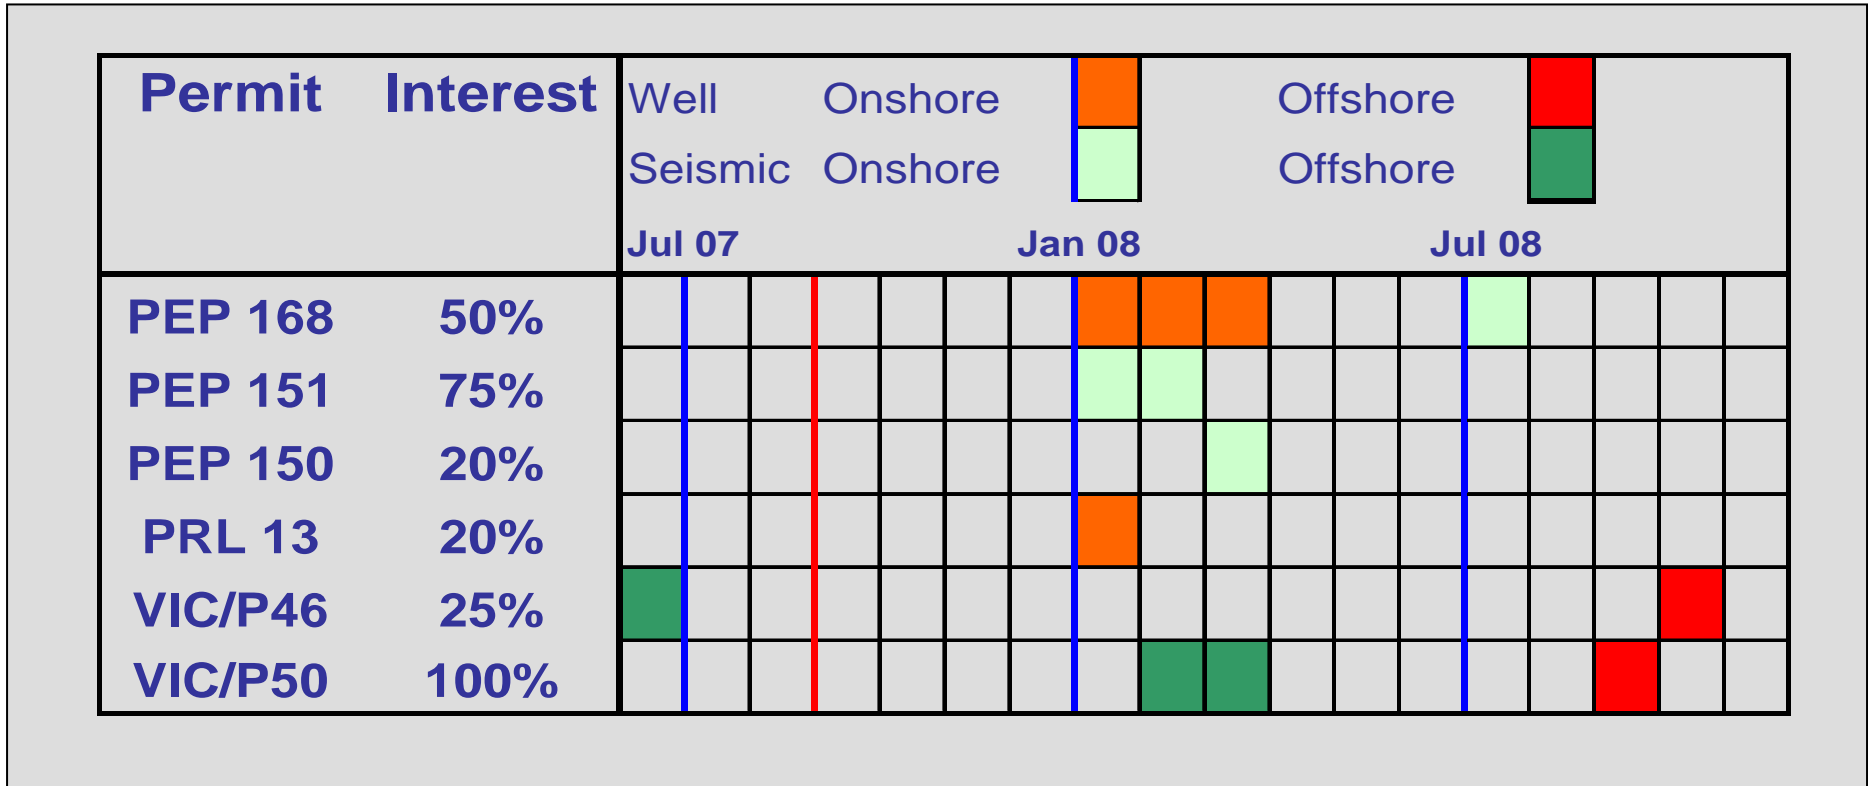 Permit Interest Well Onshore Offshore
Seismic Onshore Offshore
Jul 07 Jan 08 Jul 08
PEP 168 50%
PEP 151 75%
PEP 150 20%
PRL 13 20%
VIC/P46 25%
VIC/P50 100%